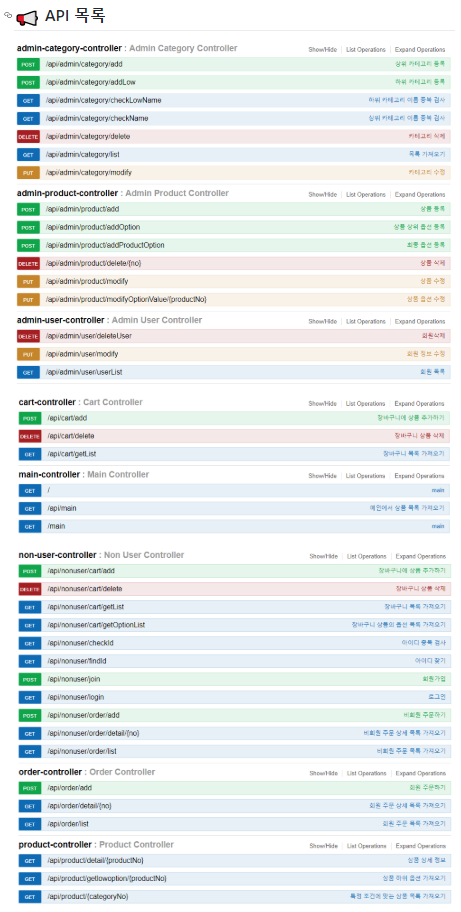 API 목록
admin-category-controller : Admin Category Controller Show/Hide List Operations Expand Operations
POST /api/admin/category/add 상위 카테고리 등록
POST /api/admin/category/addLow 하위 카테고리 등록
GET /api/admin/category/checkLowName 하위 카테고리 이름 중복 검사
GET /api/admin/category/checkName 상위 카테고리 이름 중복 검사
DELETE /api/admin/category/delete 카테고리 삭제
GET /api/admin/category/list 목록 가져오기
PUT /api/admin/category/modify 카테고리 수정
admin-product-controller : Admin Product Controller Show/Hide List Operations Expand Operations
POST /api/admin/product/add 상품 등록
POST /api/admin/product/addOption 상품 상위 옵션 등록
POST /api/admin/product/addProductOption 최종 옵션 등록
DELETE /api/admin/product/delete/{no} 상품 삭제
PUT /api/admin/product/modify 상품 수정
PUT /api/admin/product/modifyOptionValue/{productNo} 상품 옵션 수정
admin-user-controller : Admin User Controller Show/Hide List Operations Expand Operations
DELETE /api/admin/user/deleteUser 회원삭제
PUT /api/admin/user/modify 회원 정보 수정
GET /api/admin/user/userList 회원 목록
cart-controller : Cart Controller Show/Hide List Operations Expand Operations
POST /api/cart/add 장바구니에 상품 추가하기
DELETE /api/cart/delete 장바구니 상품 삭제
GET /api/cart/getList 장바구니 목록 가져오기
main-controller : Main Controller Show/Hide List Operations Expand Operations
GET / main
GET /api/main 메인에서 상품 목록 가져오기
GET /main main
non-user-controller : Non User Controller Show/Hide List Operations Expand Operations
POST /api/nonuser/cart/add 장바구니에 상품 추가하기
DELETE /api/nonuser/cart/delete 장바구니 상품 삭제
GET /api/nonuser/cart/getList 장바구니 목록 가져오기
GET /api/nonuser/cart/getOptionList 장바구니 상품의 옵션 목록 가져오기
GET /api/nonuser/checkId 아이디 중복 검사
GET /api/nonuser/findId 아이디 찾기
POST /api/nonuser/join 회원가입
GET /api/nonuser/login 로그인
POST /api/nonuser/order/add 비회원 주문하기
GET /api/nonuser/order/detail/{no} 비회원 주문 상세 목록 가져오기
GET /api/nonuser/order/list 비회원 주문 목록 가져오기
order-controller : Order Controller Show/Hide List Operations Expand Operations
POST /api/order/add 회원 주문하기
GET /api/order/detail/{no} 회원 주문 상세 목록 가져오기
GET /api/order/list 회원 주문 목록 가져오기
product-controller : Product Controller Show/Hide List Operations Expand Operations
GET /api/product/detail/{productNo} 상품 상세 정보
GET /api/product/getlowoption/{productNo} 상품 하위 옵션 가져오기
GET /api/product/{categoryNo} 특정 조건에 맞는 상품 목록 가져오기